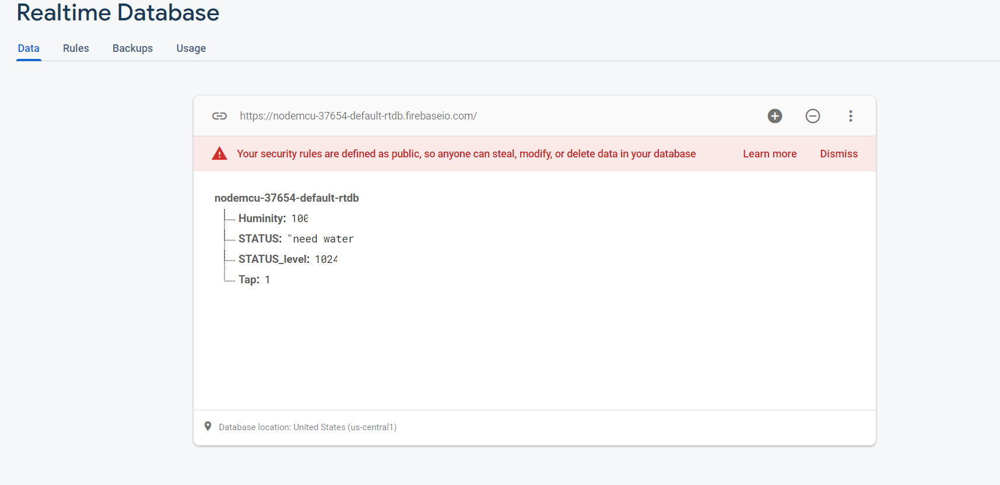 Realtime Database
Data Rules Backups Usage
https://nodemcu-37654-default-rtdb.firebaseio.com/
Your security rules are defined as public, so anyone can steal, modify, or delete data in your database Learn more Dismiss
nodemcu-37654-default-rtdb
Huminity: 100
STATUS: "need water
STATUS_level: 1024
Tap: 1
Database location: United States (us-central1)